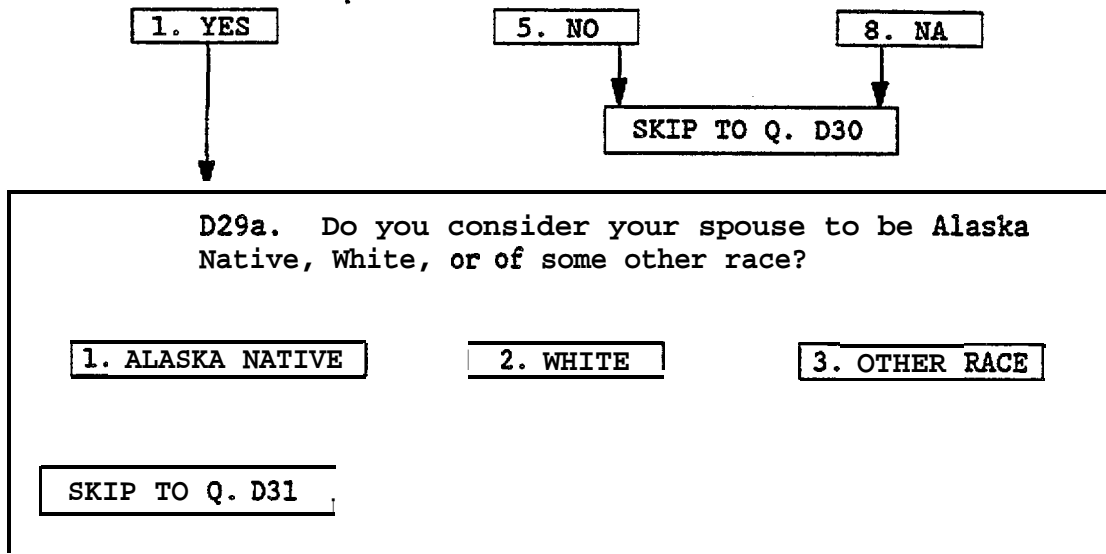 1. YES 5. NO 8. NA
SKIP TO Q. D30
D29a. Do you consider your spouse to be Alaska
Native, White, or of some other race?
1. ALASKA NATIVE 2. WHITE 3. OTHER RACE
SKIP TO Q. D31